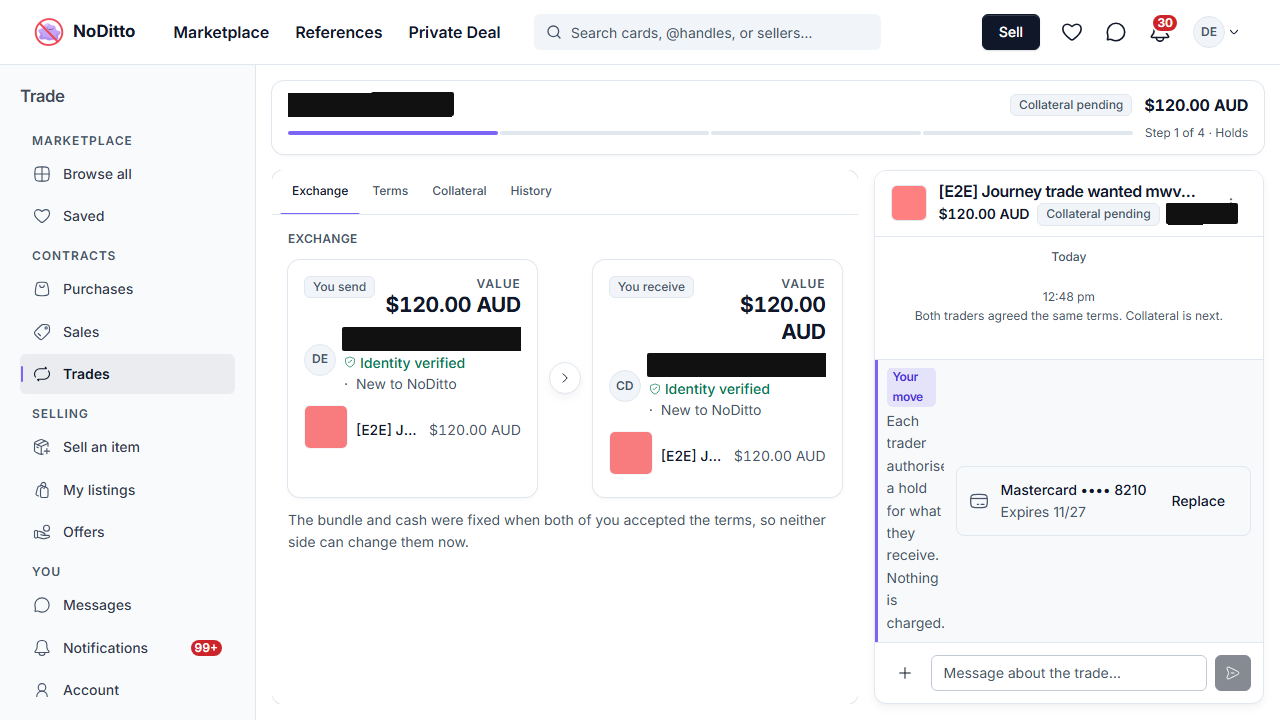 NoDitto
Marketplace
References
Private Deal
Search cards, @handles, or sellers...
Sell
30
DE
Trade
MARKETPLACE
Browse all
Saved
CONTRACTS
Purchases
Sales
Trades
SELLING
Sell an item
My listings
Offers
YOU
Messages
Notifications
99+
Account
Collateral pending
$120.00 AUD
Step 1 of 4 · Holds
Exchange
Terms
Collateral
History
EXCHANGE
You send
VALUE
$120.00 AUD
DE
Identity verified
· New to NoDitto
[E2E] J...
$120.00 AUD
You receive
VALUE
$120.00
AUD
CD
Identity verified
· New to NoDitto
[E2E] J...
$120.00 AUD
The bundle and cash were fixed when both of you accepted the terms, so neither
side can change them now.
[E2E] Journey trade wanted mwv...
$120.00 AUD
Collateral pending
Today
12:48 pm
Both traders agreed the same terms. Collateral is next.
Your
move
Each
trader
authorise
a hold
for what
they
receive.
Nothing
is
charged.
Mastercard •••• 8210
Expires 11/27
Replace
Message about the trade...